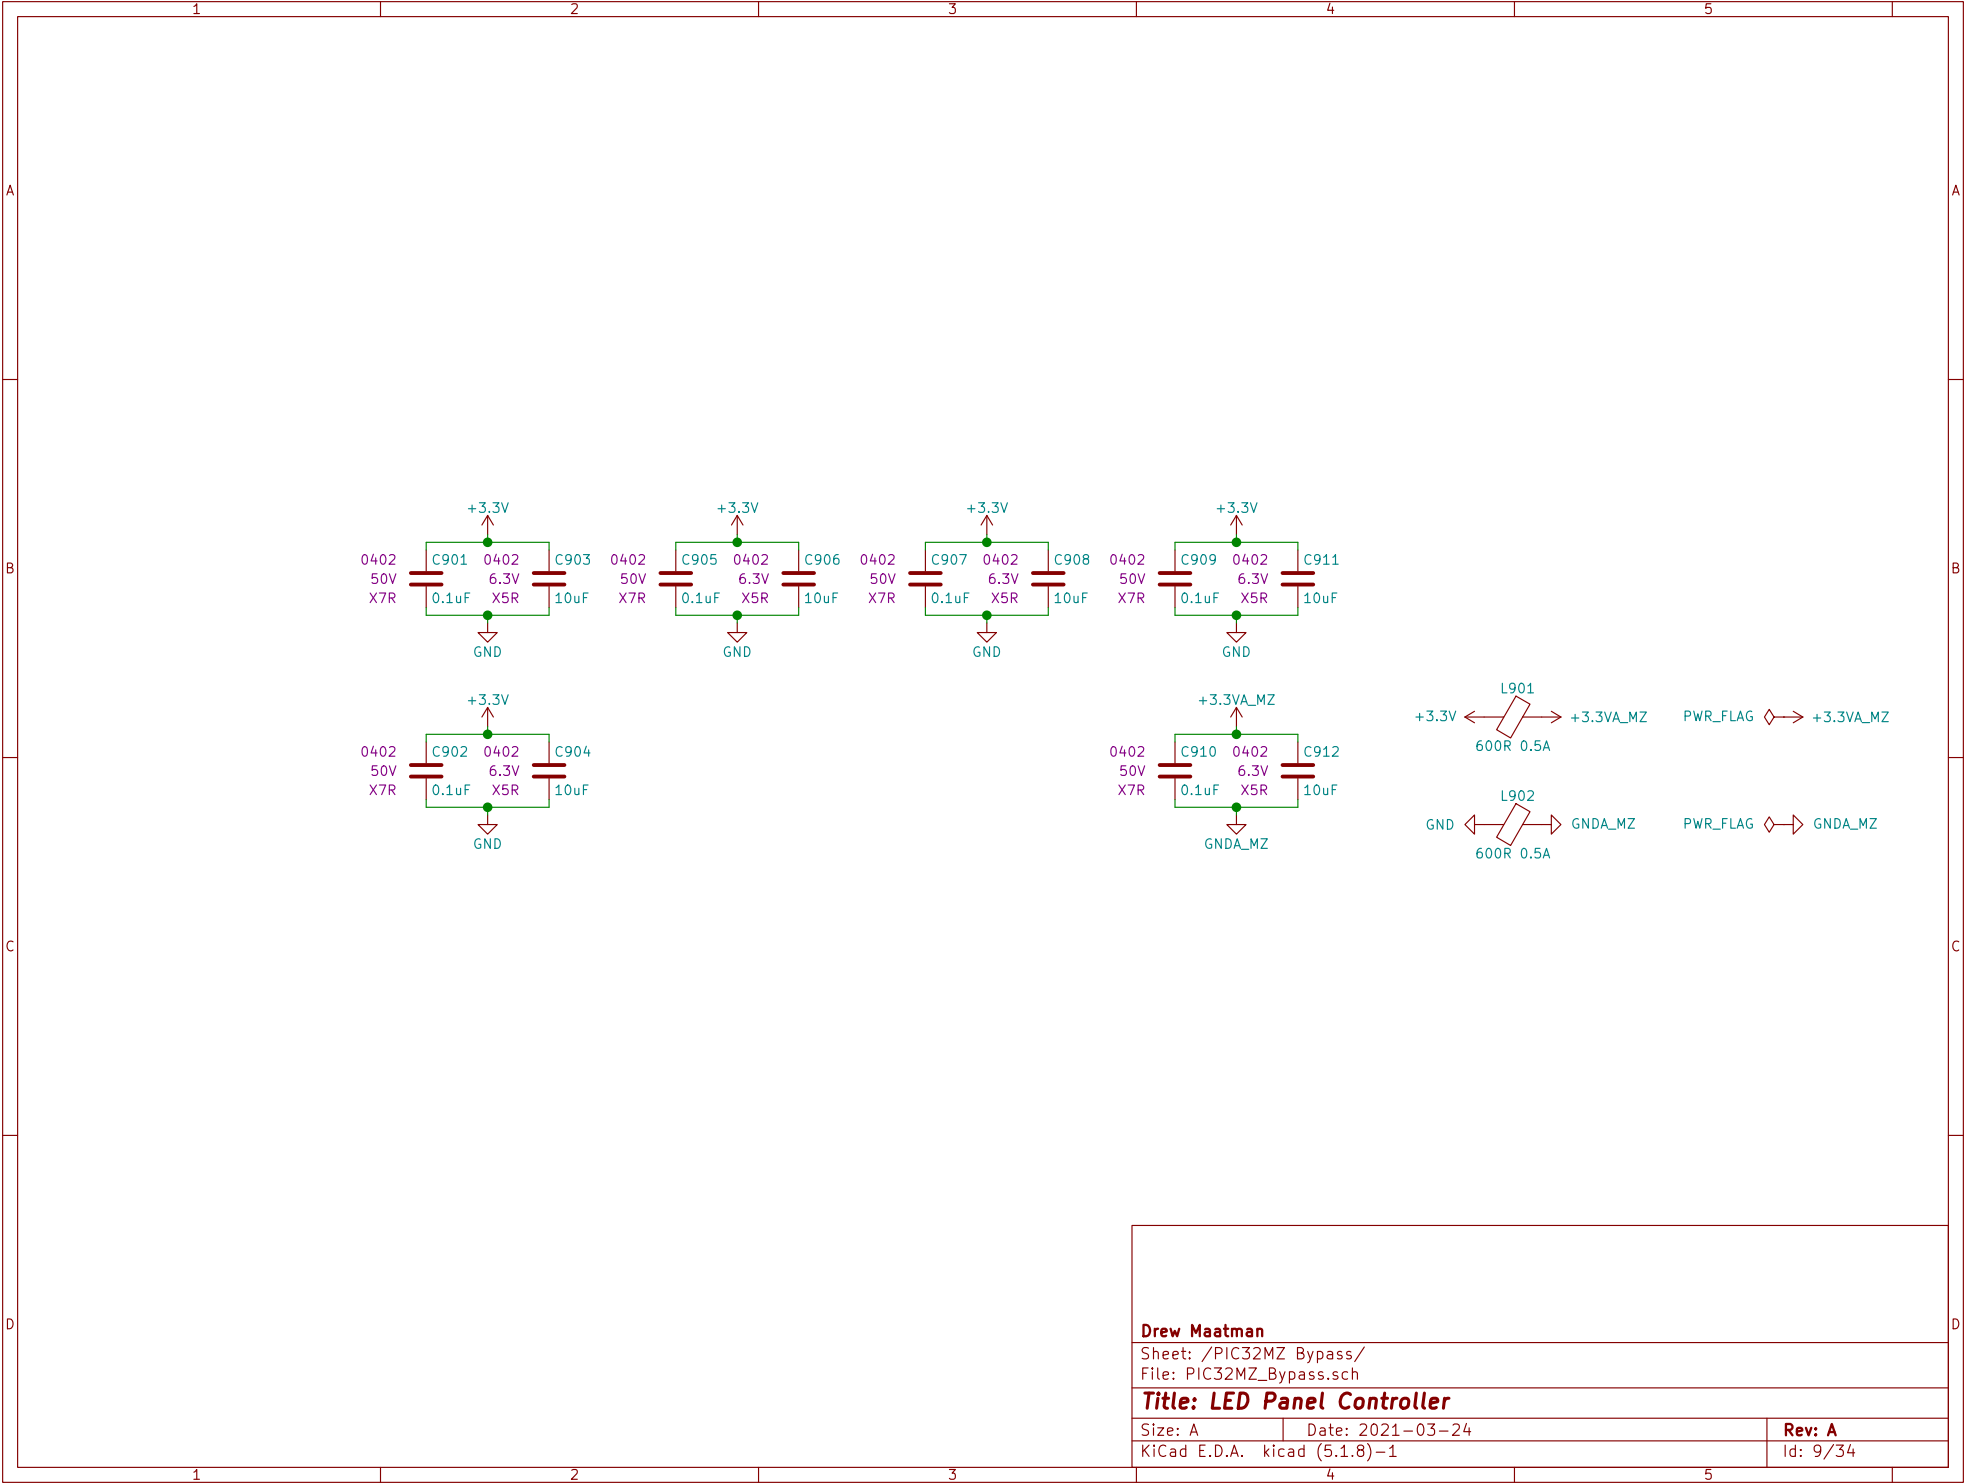 1 2 3 4 5
A A
+3.3V +3.3V +3.3V +3.3V
0402 C901 0402 C903 0402 C905 0402 C906 0402 C907 0402 C908 0402 C909 0402 C911
B B
50V 6.3V 50V 6.3V 50V 6.3V 50V 6.3V
X7R 0.1uF X5R 10uF X7R 0.1uF X5R 10uF X7R 0.1uF X5R 10uF X7R 0.1uF X5R 10uF
GND GND GND GND
L901
+3.3V +3.3VA_MZ
+3.3V +3.3VA_MZ PWR_FLAG +3.3VA_MZ
600R 0.5A
0402 C902 0402 C904 0402 C910 0402 C912
50V 6.3V 50V 6.3V
X7R 0.1uF X5R 10uF X7R 0.1uF X5R 10uF
L902
GND GNDA_MZ PWR_FLAG GNDA_MZ
GND GNDA_MZ
600R 0.5A
C C
D D
Drew Maatman
Sheet: /PIC32MZ Bypass/
File: PIC32MZ_Bypass.sch
Title: LED Panel Controller
Size: A Date: 2021-03-24 Rev: A
KiCad E.D.A. kicad (5.1.8)-1 Id: 9/34
1 2 3 4 5